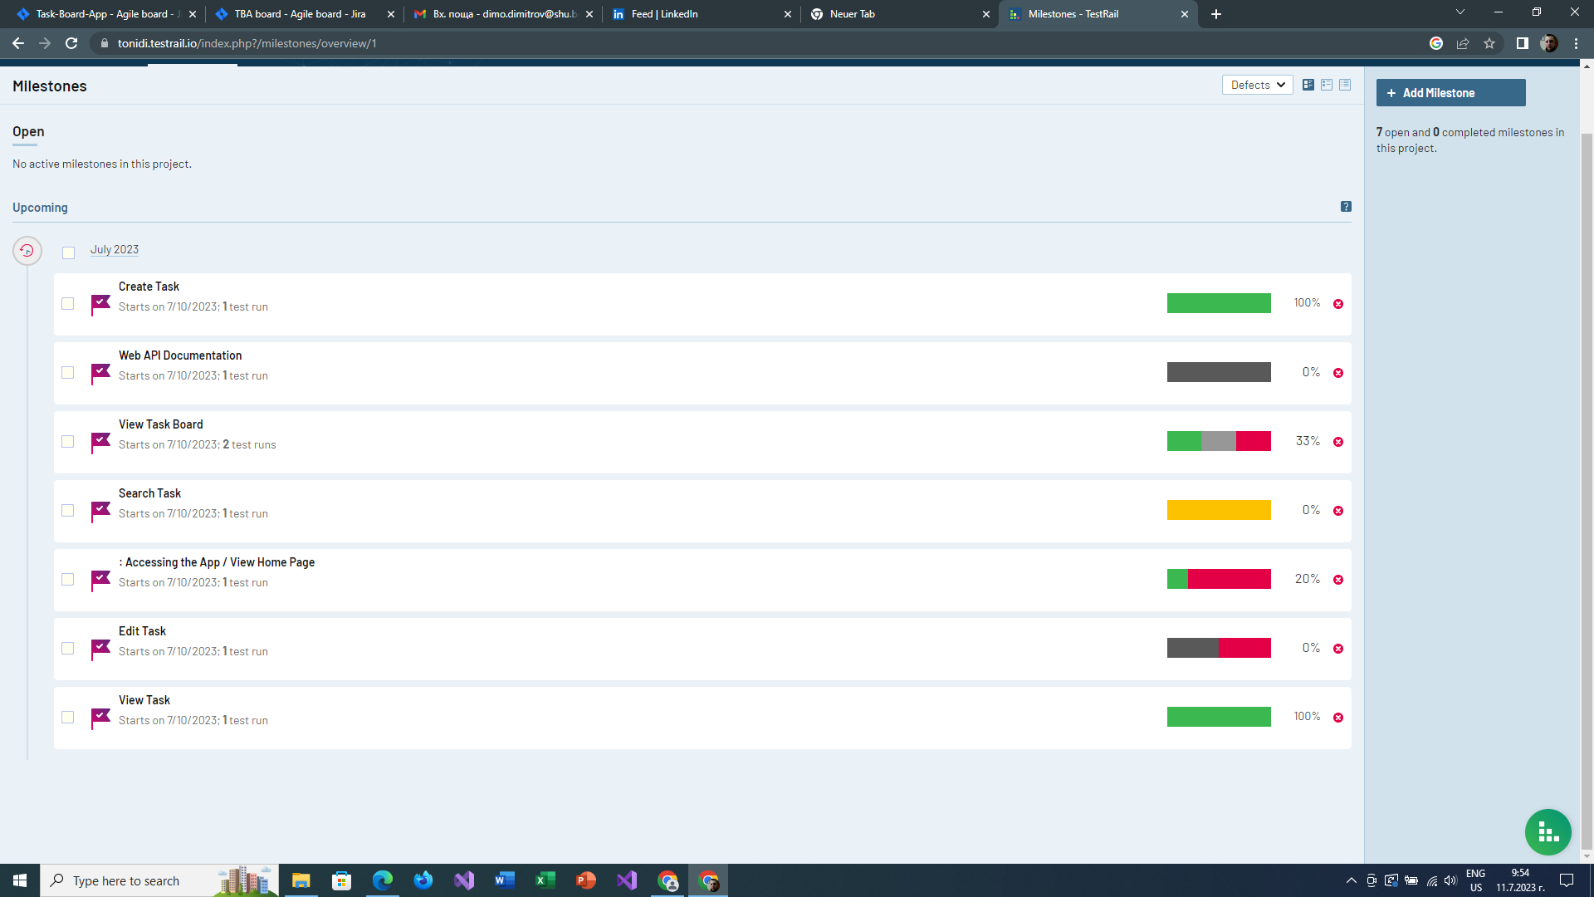 Task-Board-App - Agile board - J
TBA board - Agile board - Jira
Вх. поща - dimo.dimitrov@shu.b
Feed | LinkedIn
Neuer Tab
Milestones - TestRail
tonidi.testrail.io/index.php?/milestones/overview/1
Milestones
Defects
+ Add Milestone
7 open and 0 completed milestones in
this project.
Open
No active milestones in this project.
Upcoming
?
July 2023
Create Task
Starts on 7/10/2023: 1 test run
100%
Web API Documentation
Starts on 7/10/2023: 1 test run
0%
View Task Board
Starts on 7/10/2023: 2 test runs
33%
Search Task
Starts on 7/10/2023: 1 test run
0%
: Accessing the App / View Home Page
Starts on 7/10/2023: 1 test run
20%
Edit Task
Starts on 7/10/2023: 1 test run
0%
View Task
Starts on 7/10/2023: 1 test run
100%
Type here to search
ENG
US
9:54
11.7.2023 г.